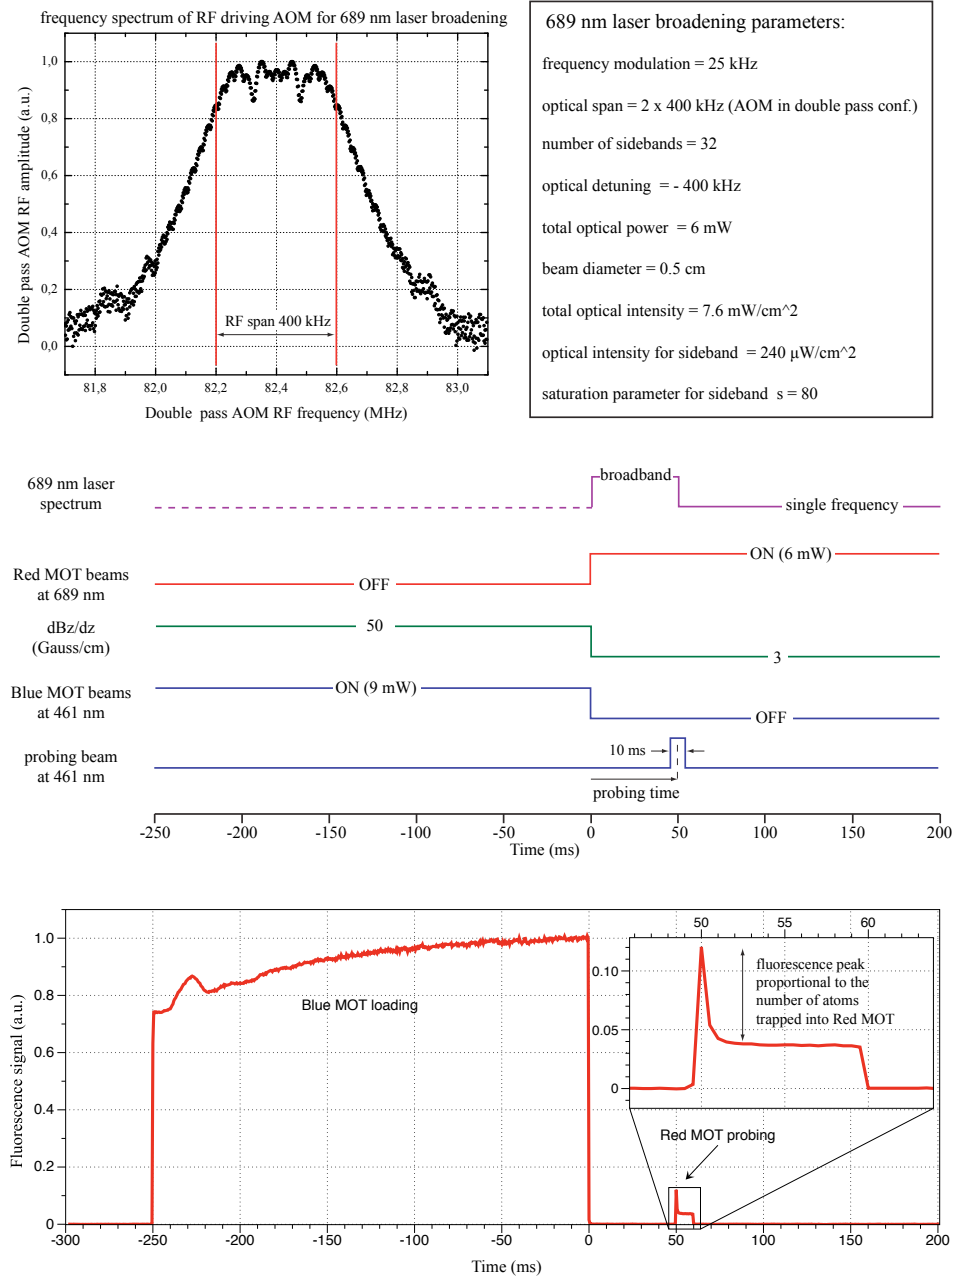 frequency spectrum of RF driving AOM for 689 nm laser broadening
Double pass AOM RF amplitude (a.u.)
1,0
0,8
0,6
0,4
0,2
0,0
RF span 400 kHz
81,8
82,0
82,2
82,4
82,6
82,8
83,0
Double pass AOM RF frequency (MHz)
689 nm laser broadening parameters:
frequency modulation = 25 kHz
optical span = 2 x 400 kHz (AOM in double pass conf.)
number of sidebands = 32
optical detuning = - 400 kHz
total optical power = 6 mW
beam diameter = 0.5 cm
total optical intensity = 7.6 mW/cm^2
optical intensity for sideband = 240 μW/cm^2
saturation parameter for sideband s = 80
689 nm laser
spectrum
broadband
single frequency
Red MOT beams
at 689 nm
OFF
ON (6 mW)
dBz/dz
(Gauss/cm)
50
3
Blue MOT beams
at 461 nm
ON (9 mW)
OFF
probing beam
at 461 nm
10 ms
probing time
-250
-200
-150
-100
-50
0
50
100
150
200
Time (ms)
Fluorescence signal (a.u.)
1.0
0.8
0.6
0.4
0.2
0
Blue MOT loading
50
55
60
0.10
0.05
0
fluorescence peak
proportional to the
number of atoms
trapped into Red MOT
Red MOT probing
-300
-250
-200
-150
-100
-50
0
50
100
150
200
Time (ms)